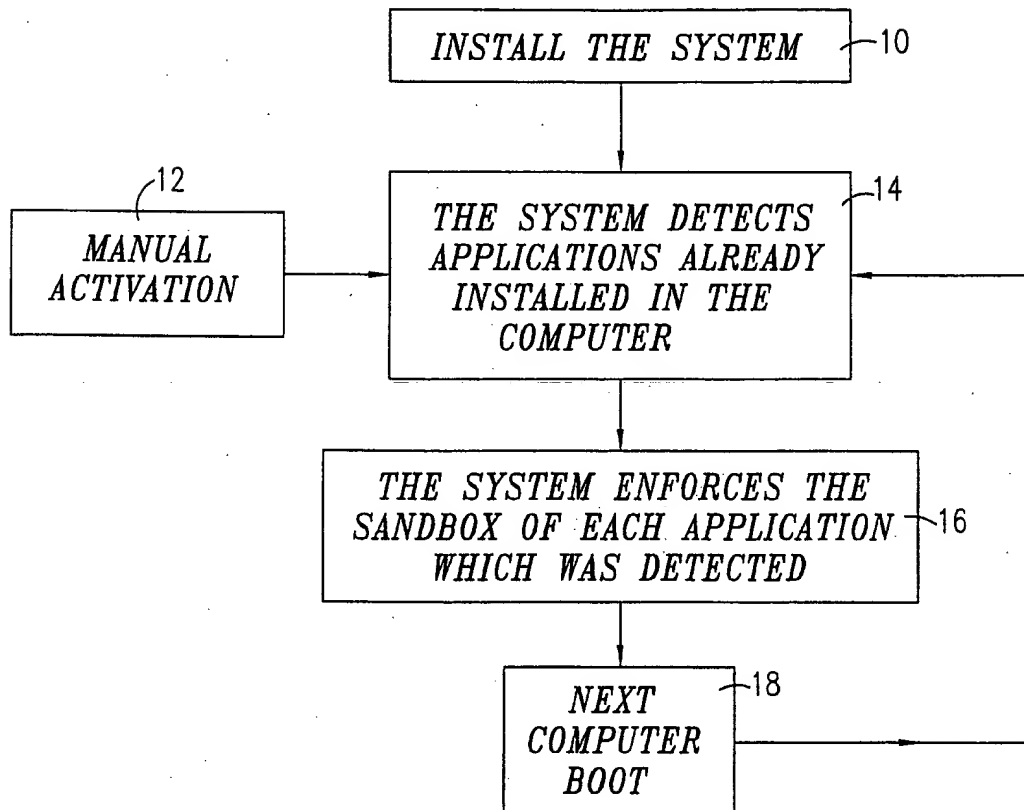 INSTALL THE SYSTEM
10
12
MANUAL
ACTIVATION
14
THE SYSTEM DETECTS
APPLICATIONS ALREADY
INSTALLED IN THE
COMPUTER
THE SYSTEM ENFORCES THE
SANDBOX OF EACH APPLICATION
WHICH WAS DETECTED
16
NEXT
COMPUTER
BOOT
18